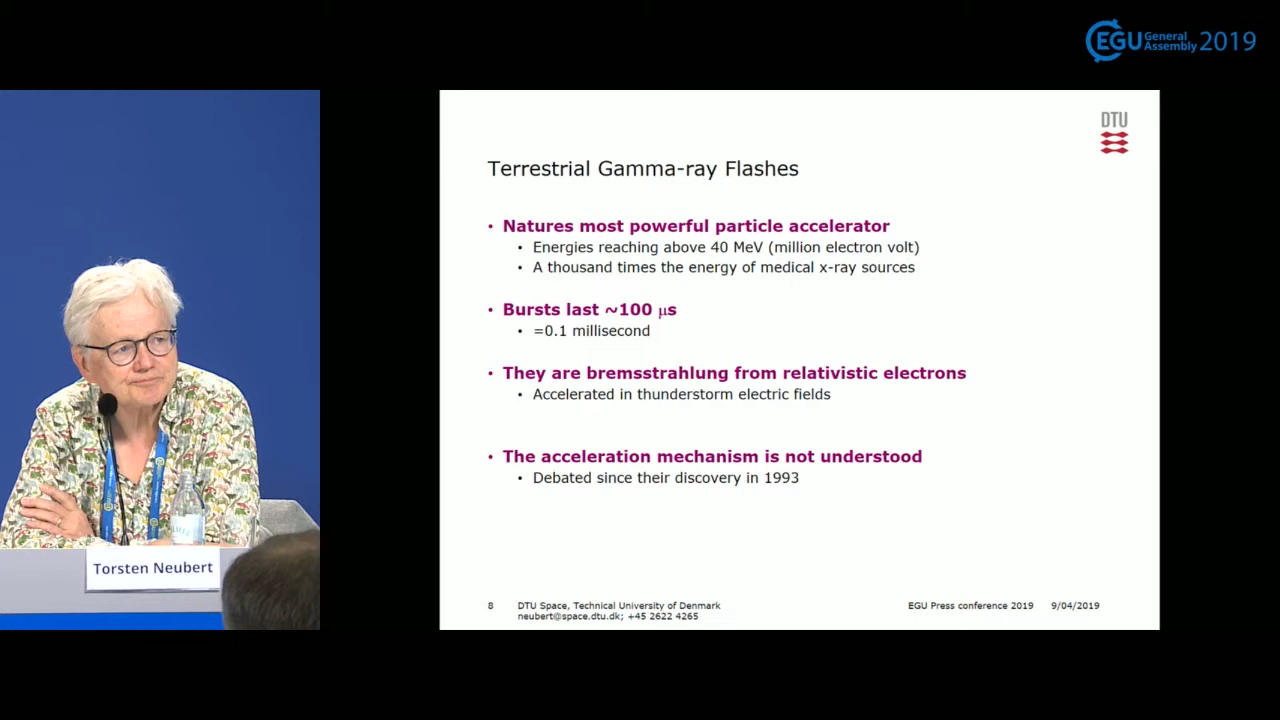 EGU General Assembly 2019
DTU
Terrestrial Gamma-ray Flashes
• Natures most powerful particle accelerator
• Energies reaching above 40 MeV (million electron volt)
• A thousand times the energy of medical x-ray sources
• Bursts last ~100 μs
• =0.1 millisecond
• They are bremsstrahlung from relativistic electrons
• Accelerated in thunderstorm electric fields
• The acceleration mechanism is not understood
• Debated since their discovery in 1993
Torsten Neubert
8 DTU Space, Technical University of Denmark EGU Press conference 2019 9/04/2019
neubert@space.dtu.dk; +45 2622 4265